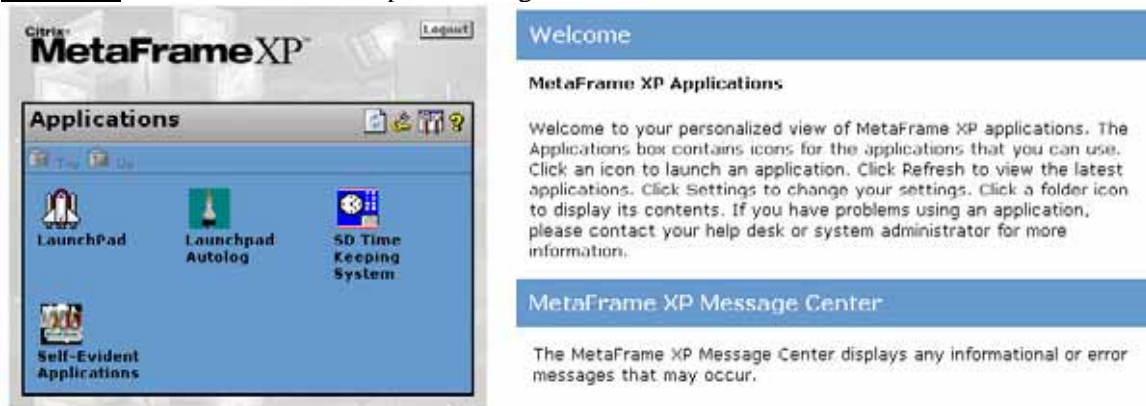 Citrix
MetaFrame XP™
Logout
Applications
Top Up
LaunchPad
Launchpad
Autolog
SD Time
Keeping
System
Self-Evident
Applications
Welcome
MetaFrame XP Applications
Welcome to your personalized view of MetaFrame XP applications. The
Applications box contains icons for the applications that you can use.
Click an icon to launch an application. Click Refresh to view the latest
applications. Click Settings to change your settings. Click a folder icon
to display its contents. If you have problems using an application,
please contact your help desk or system administrator for more
information.
MetaFrame XP Message Center
The MetaFrame XP Message Center displays any informational or error
messages that may occur.